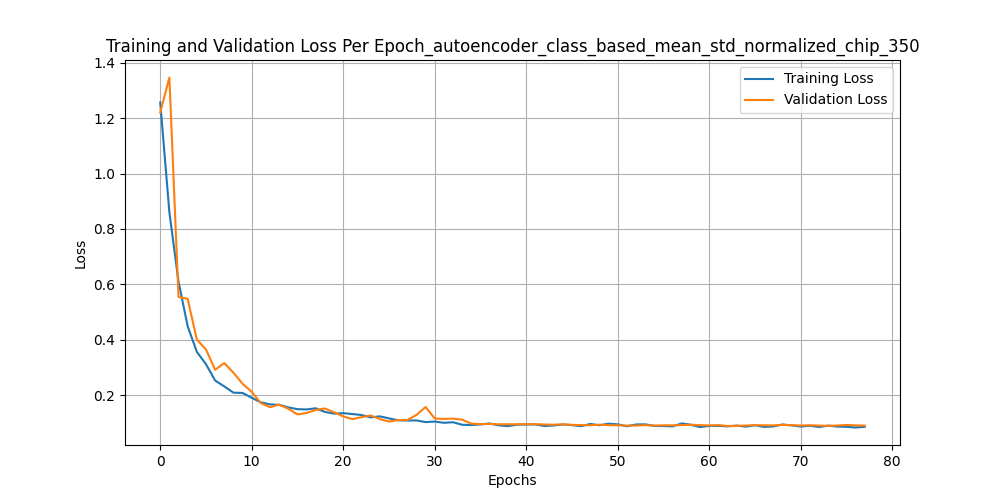 Training and Validation Loss Per Epoch_autoencoder_class_based_mean_std_normalized_chip_350
Training Loss
Validation Loss
1.4
1.2
1.0
0.8
0.6
0.4
0.2
Loss
0 10 20 30 40 50 60 70 80
Epochs